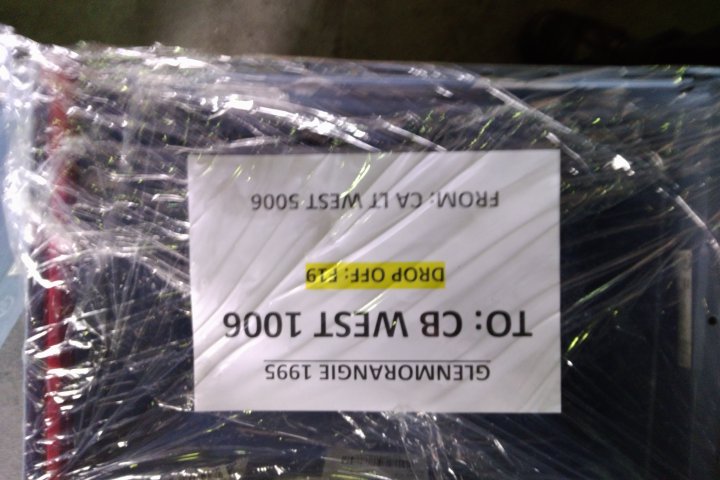 GLENMORANGIE 1995
TO: CB WEST 1006
DROP OFF: F19
FROM: CA LT WEST 5006